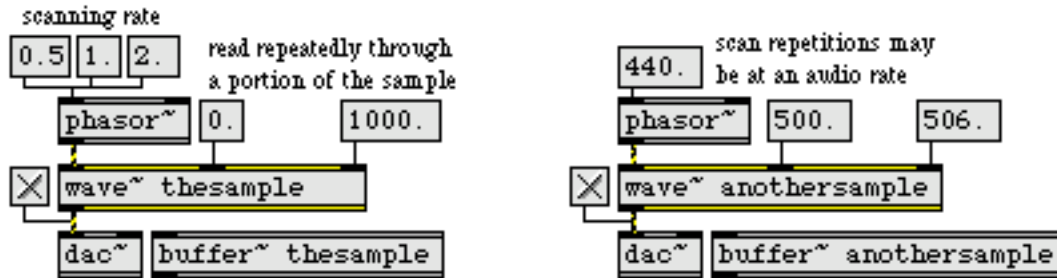 scanning rate
0.5 1. 2.
read repeatedly through
a portion of the sample
phasor~ 0. 1000.
wave~ thesample
dac~ buffer~ thesample
scan repetitions may
be at an audio rate
440.
phasor~ 500. 506.
wave~ anothersample
dac~ buffer~ anothersample